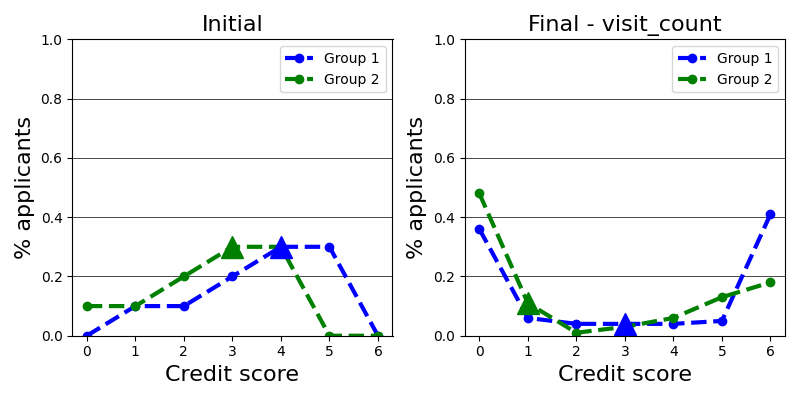 Initial
1.0
0.8
0.6
0.4
0.2
0.0
% applicants
0 1 2 3 4 5 6
Credit score
Group 1
Group 2
Final - visit_count
1.0
0.8
0.6
0.4
0.2
0.0
% applicants
0 1 2 3 4 5 6
Credit score
Group 1
Group 2